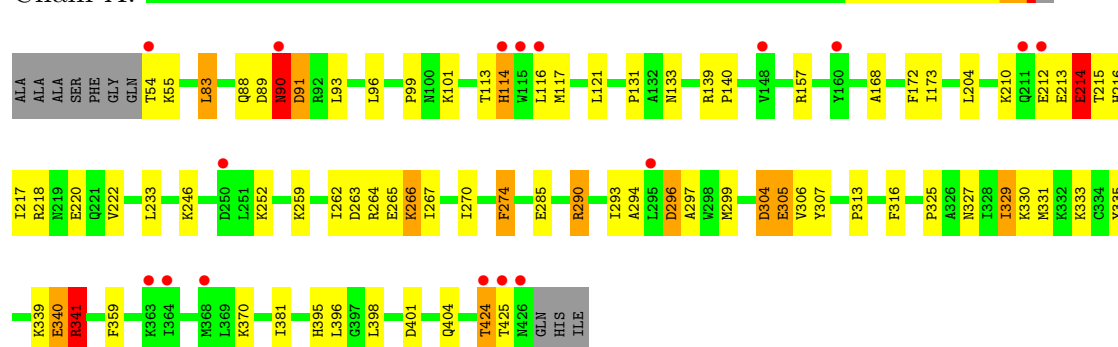 ALA ALA ALA SER PHE GLY GLN T54 K55 L83 Q88 D89 N90 D91 R92 L93 L96 P99 N100 K101 T113 H114 W115 L116 M117 L121 P131 A132 N133 R139 P140 V148 R157 Y160 A168 F172 I173 L204 K210 Q211 E212 E213 E214 T215 H216
I217 R218 N219 E220 Q221 V222 L233 K246 D250 L251 K252 K259 I262 D263 R264 E265 K266 I267 I270 F274 E285 R290 I293 A294 L295 D296 A297 W298 M299 D304 E305 V306 Y307 P313 F316 P325 A326 N327 I328 I329 K330 M331 K332 K333 C334 Y335
K339 E340 R341 F359 K363 I364 M368 L369 K370 I381 H395 L396 G397 L398 D401 Q404 T424 T425 N426 GLN HIS ILE